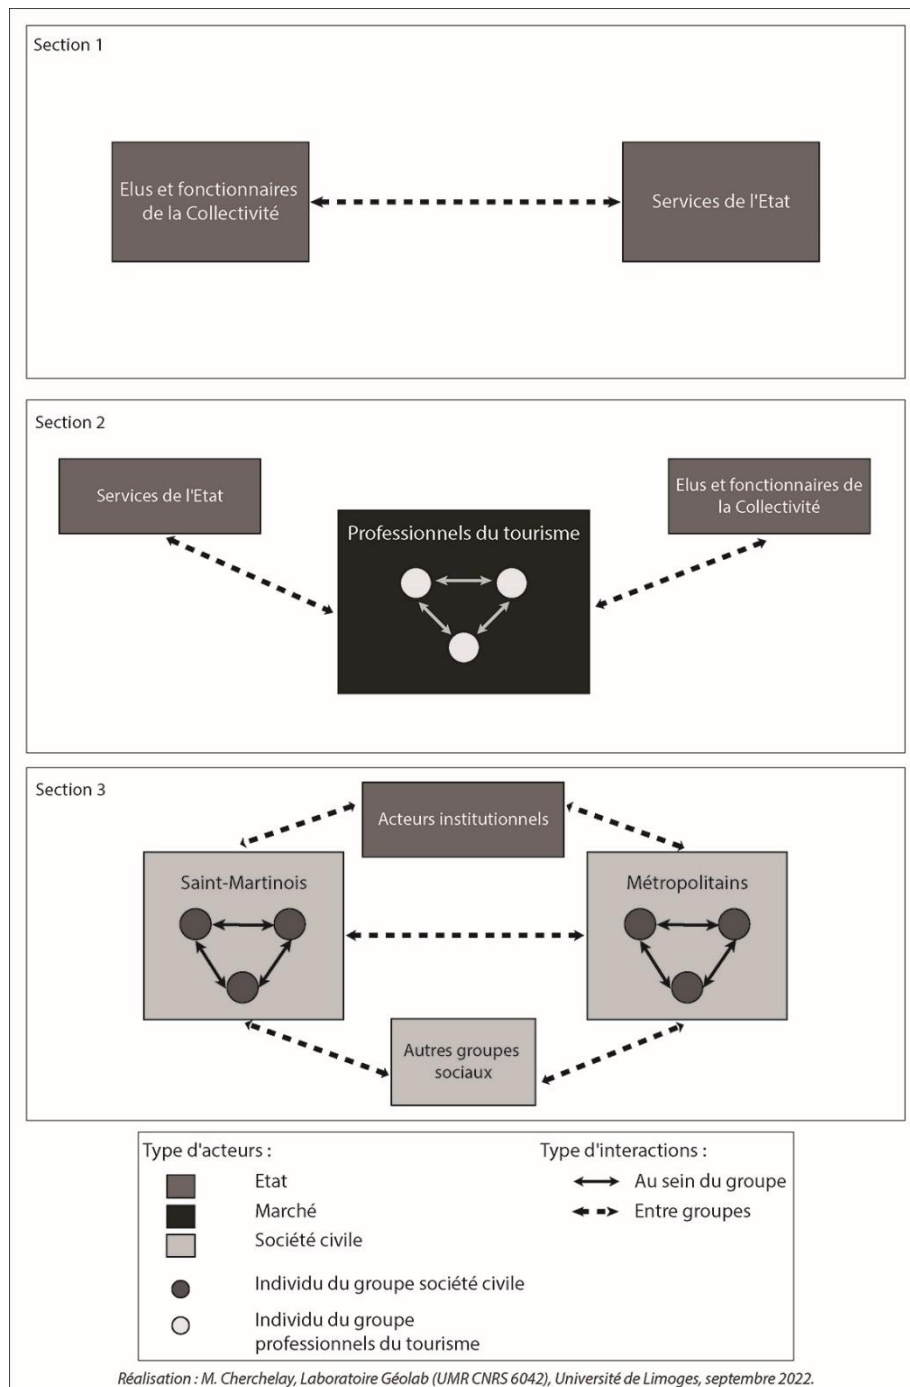 Section 1
Elus et fonctionnaires
de la Collectivité
Services de l'Etat
Section 2
Services de l'Etat
Elus et fonctionnaires de
la Collectivité
Professionnels du tourisme
Section 3
Acteurs institutionnels
Saint-Martinois
Métropolitains
Autres groupes
sociaux
Type d'acteurs :
Etat
Marché
Société civile
Individu du groupe société civile
Individu du groupe
professionnels du tourisme
Type d'interactions :
Au sein du groupe
Entre groupes
Réalisation : M. Cherchelay, Laboratoire Géolab (UMR CNRS 6042), Université de Limoges, septembre 2022.